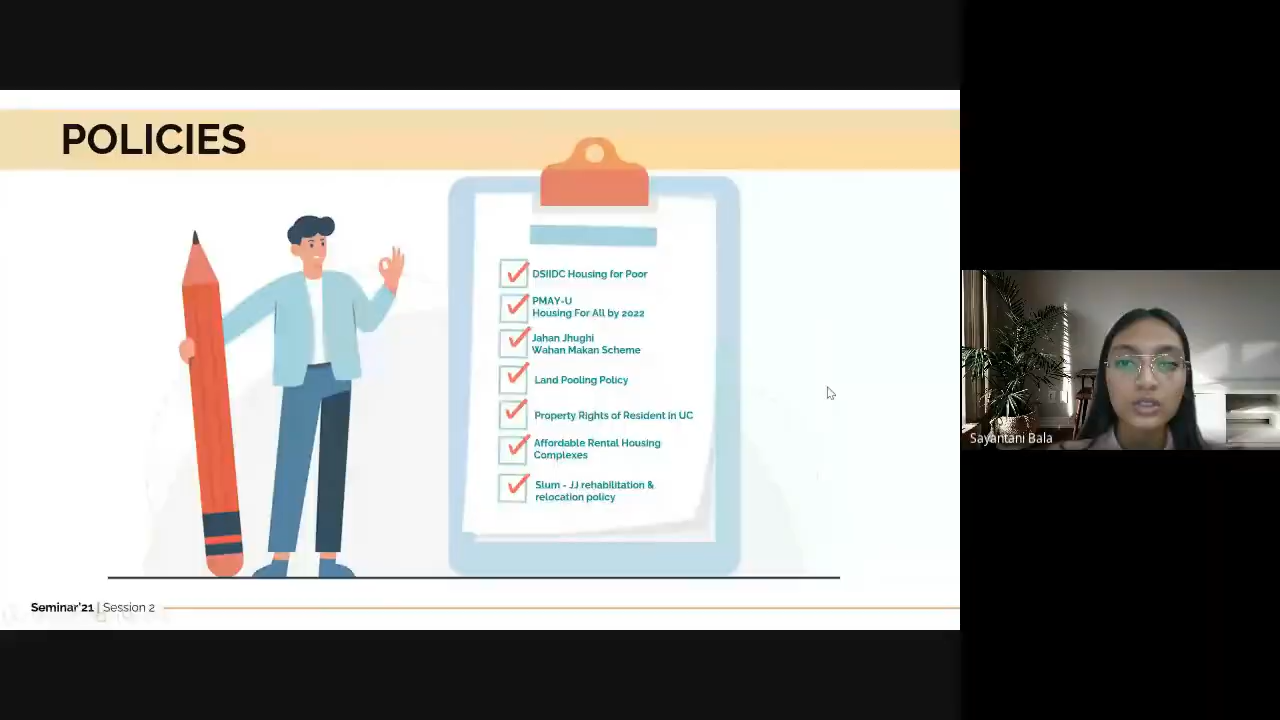 POLICIES
DSIIDC Housing for Poor
PMAY-U
Housing For All by 2022
Jahan Jhughi
Wahan Makan Scheme
Land Pooling Policy
Property Rights of Resident in UC
Affordable Rental Housing
Complexes
Slum - JJ rehabilitation &
relocation policy
Seminar'21 | Session 2
Sayantani Bala